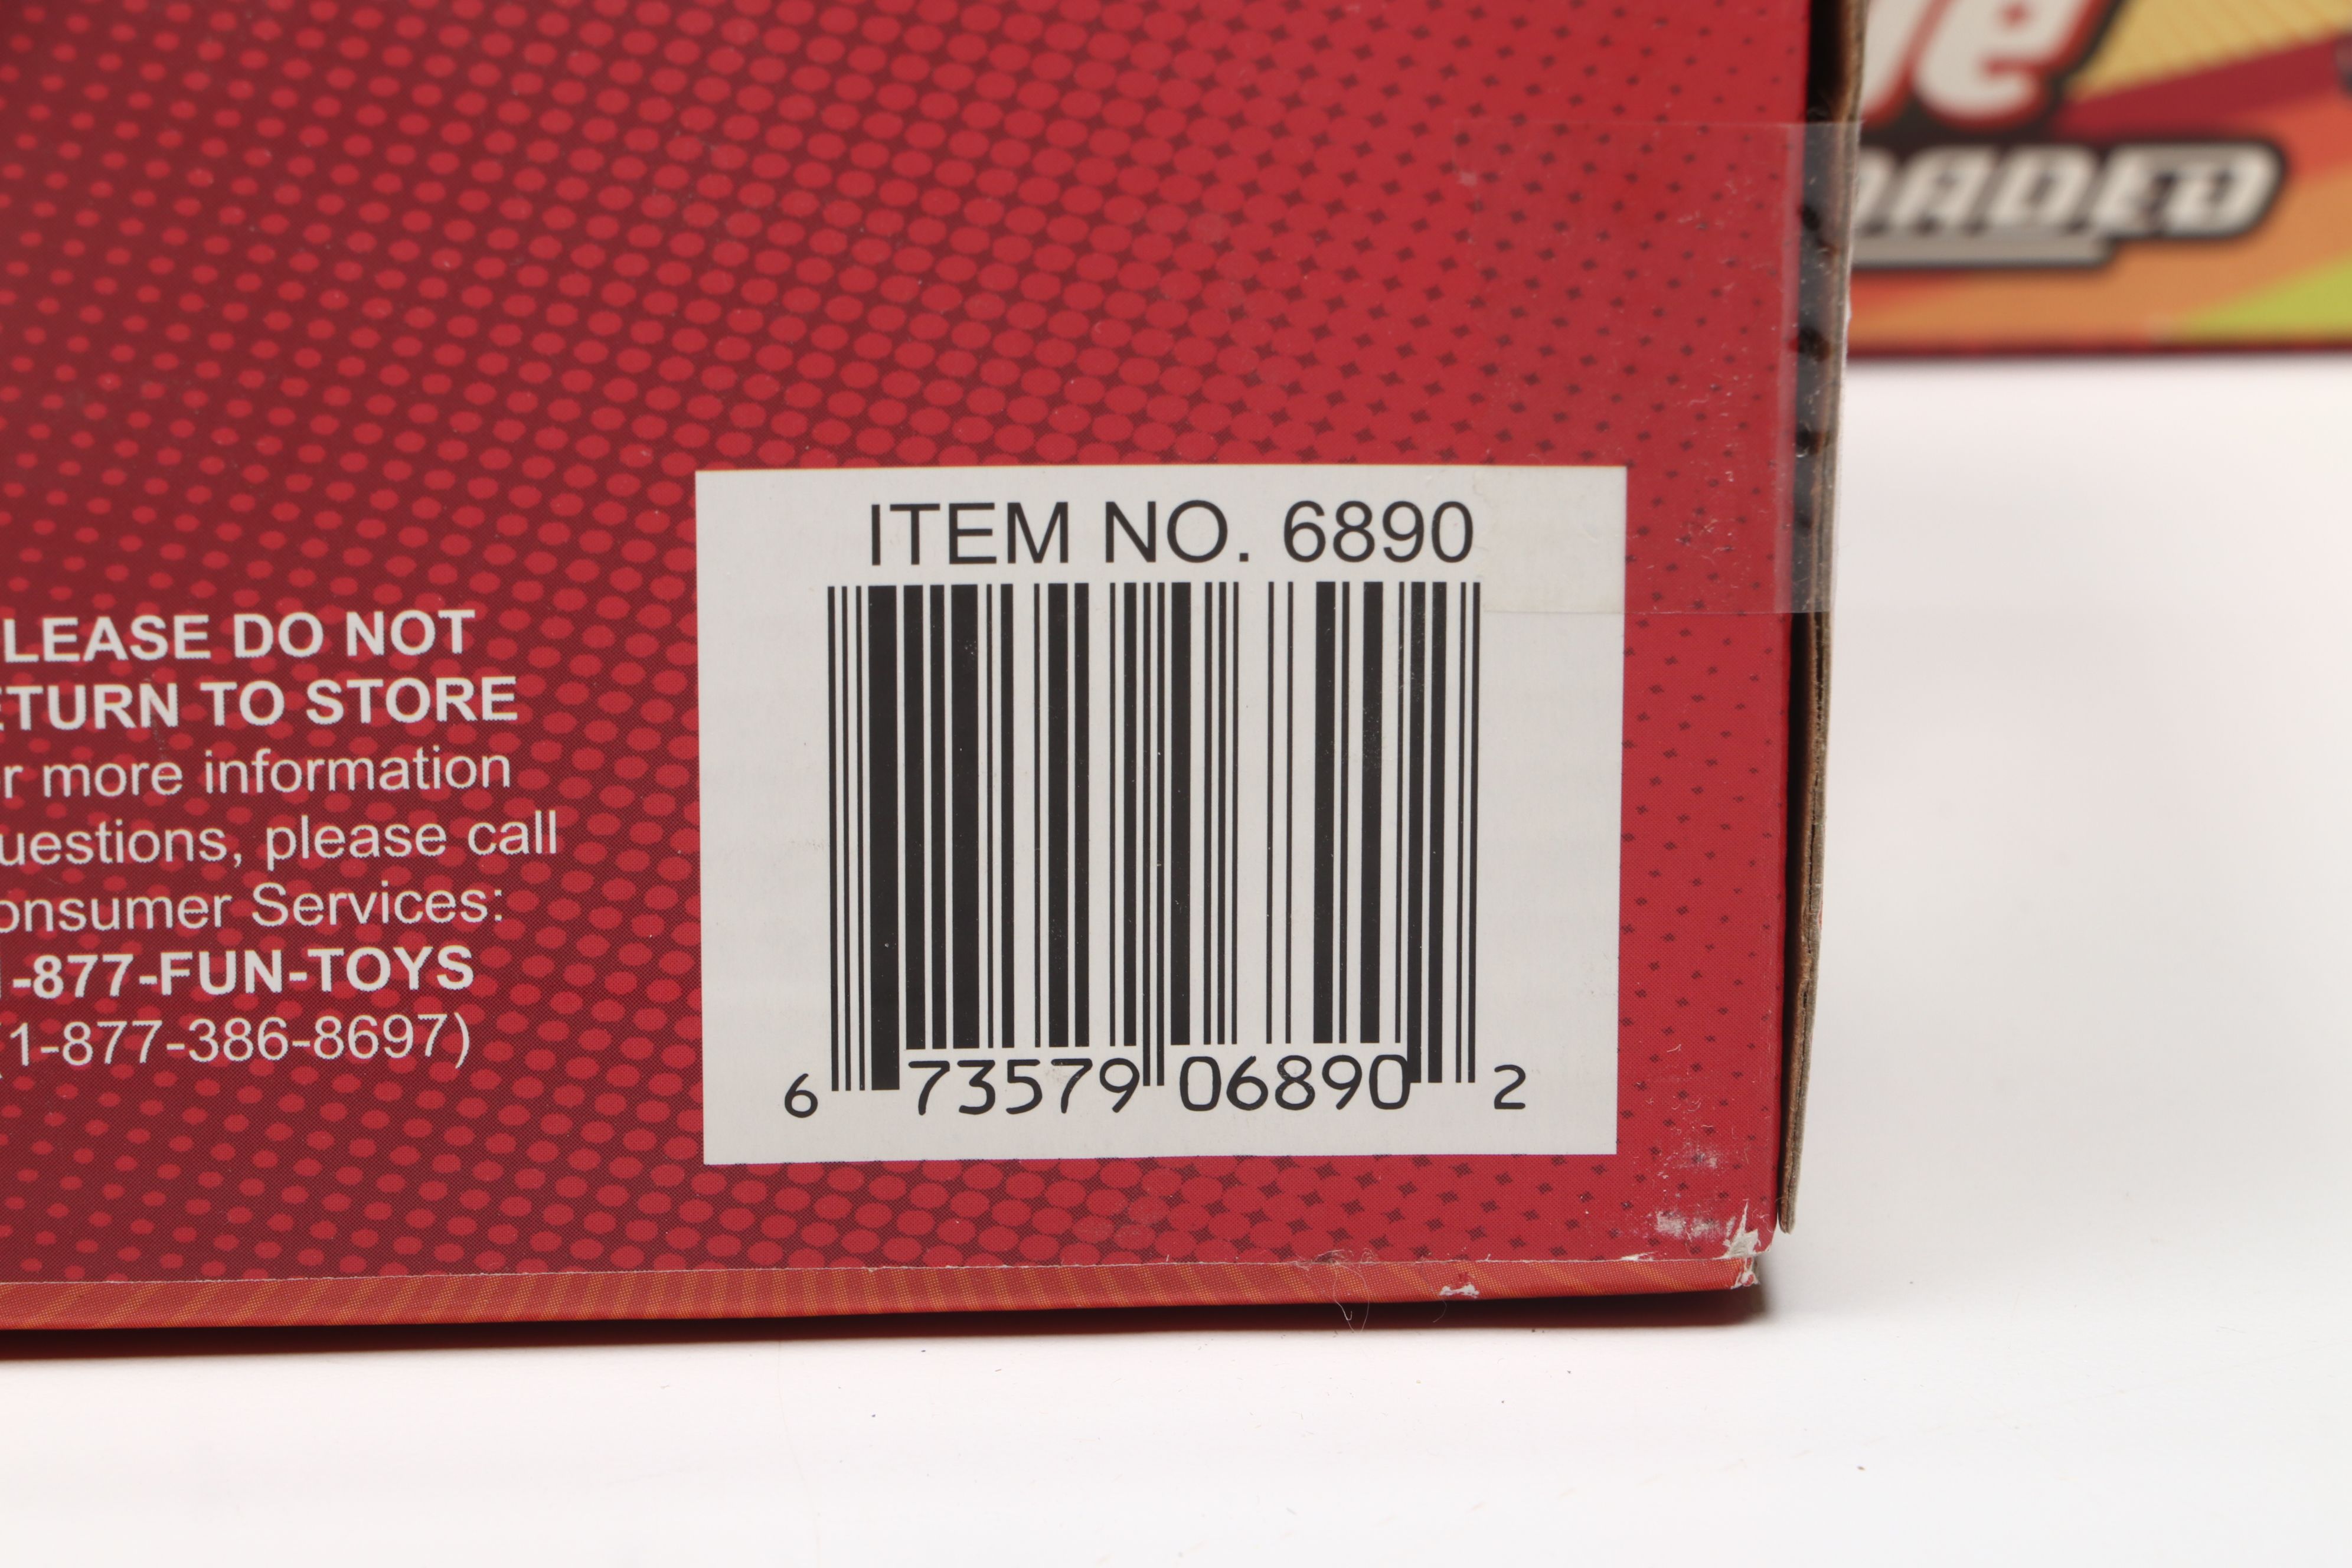 LEASE DO NOT
ETURN TO STORE
r more information
uestions, please call
onsumer Services:
1-877-FUN-TOYS
(1-877-386-8697)
ITEM NO. 6890
6 73579 06890 2